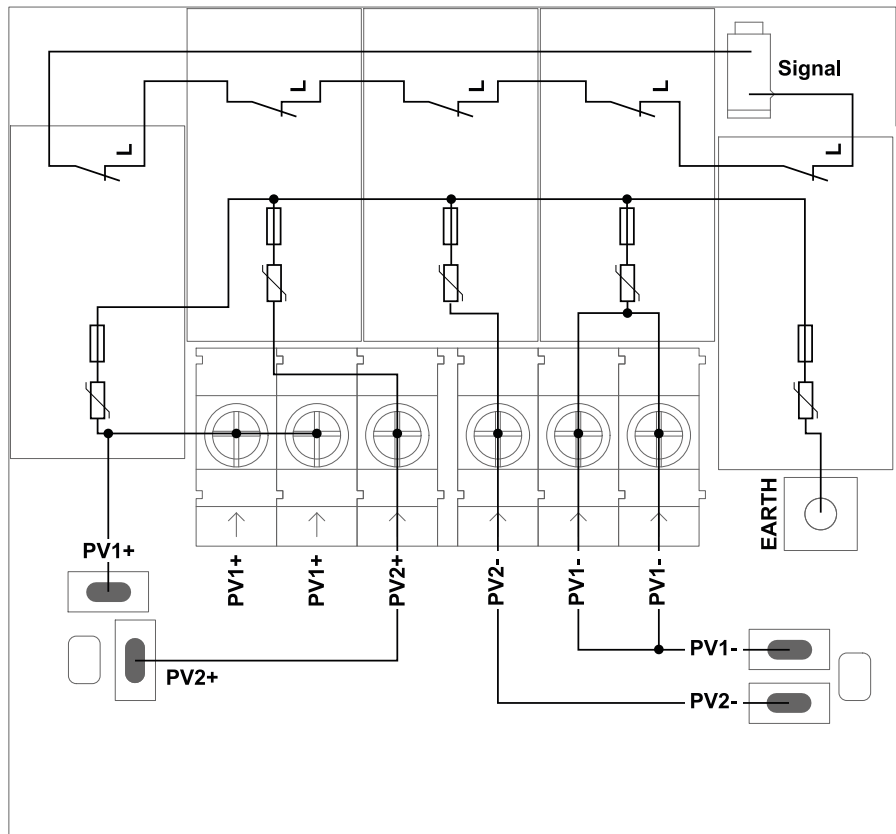 L
L
L
Signal
L
L
EARTH
PV1+
PV1+
PV1+
PV2+
PV2-
PV1-
PV1-
PV2+
PV1-
PV2-